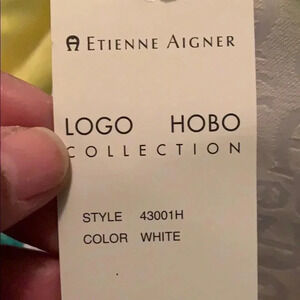 ETIENNE AIGNER
LOGO HOBO
COLLECTION
STYLE 43001H
COLOR WHITE